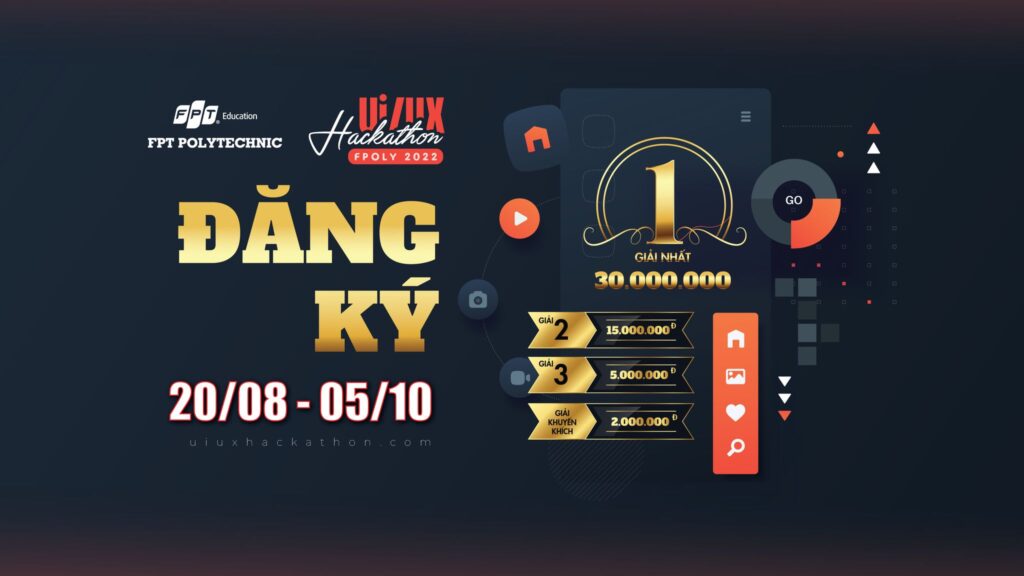 FPT Education
FPT POLYTECHNIC
Ui/UX
Hackathon
FPOLY 2022
ĐĂNG
KÝ
20/08 - 05/10
uiuxhackathon.com
1
GIẢI NHẤT
30.000.000
GIẢI 2
15.000.000 Đ
GIẢI 3
5.000.000 Đ
GIẢI
KHUYẾN
KHÍCH
2.000.000 Đ
GO